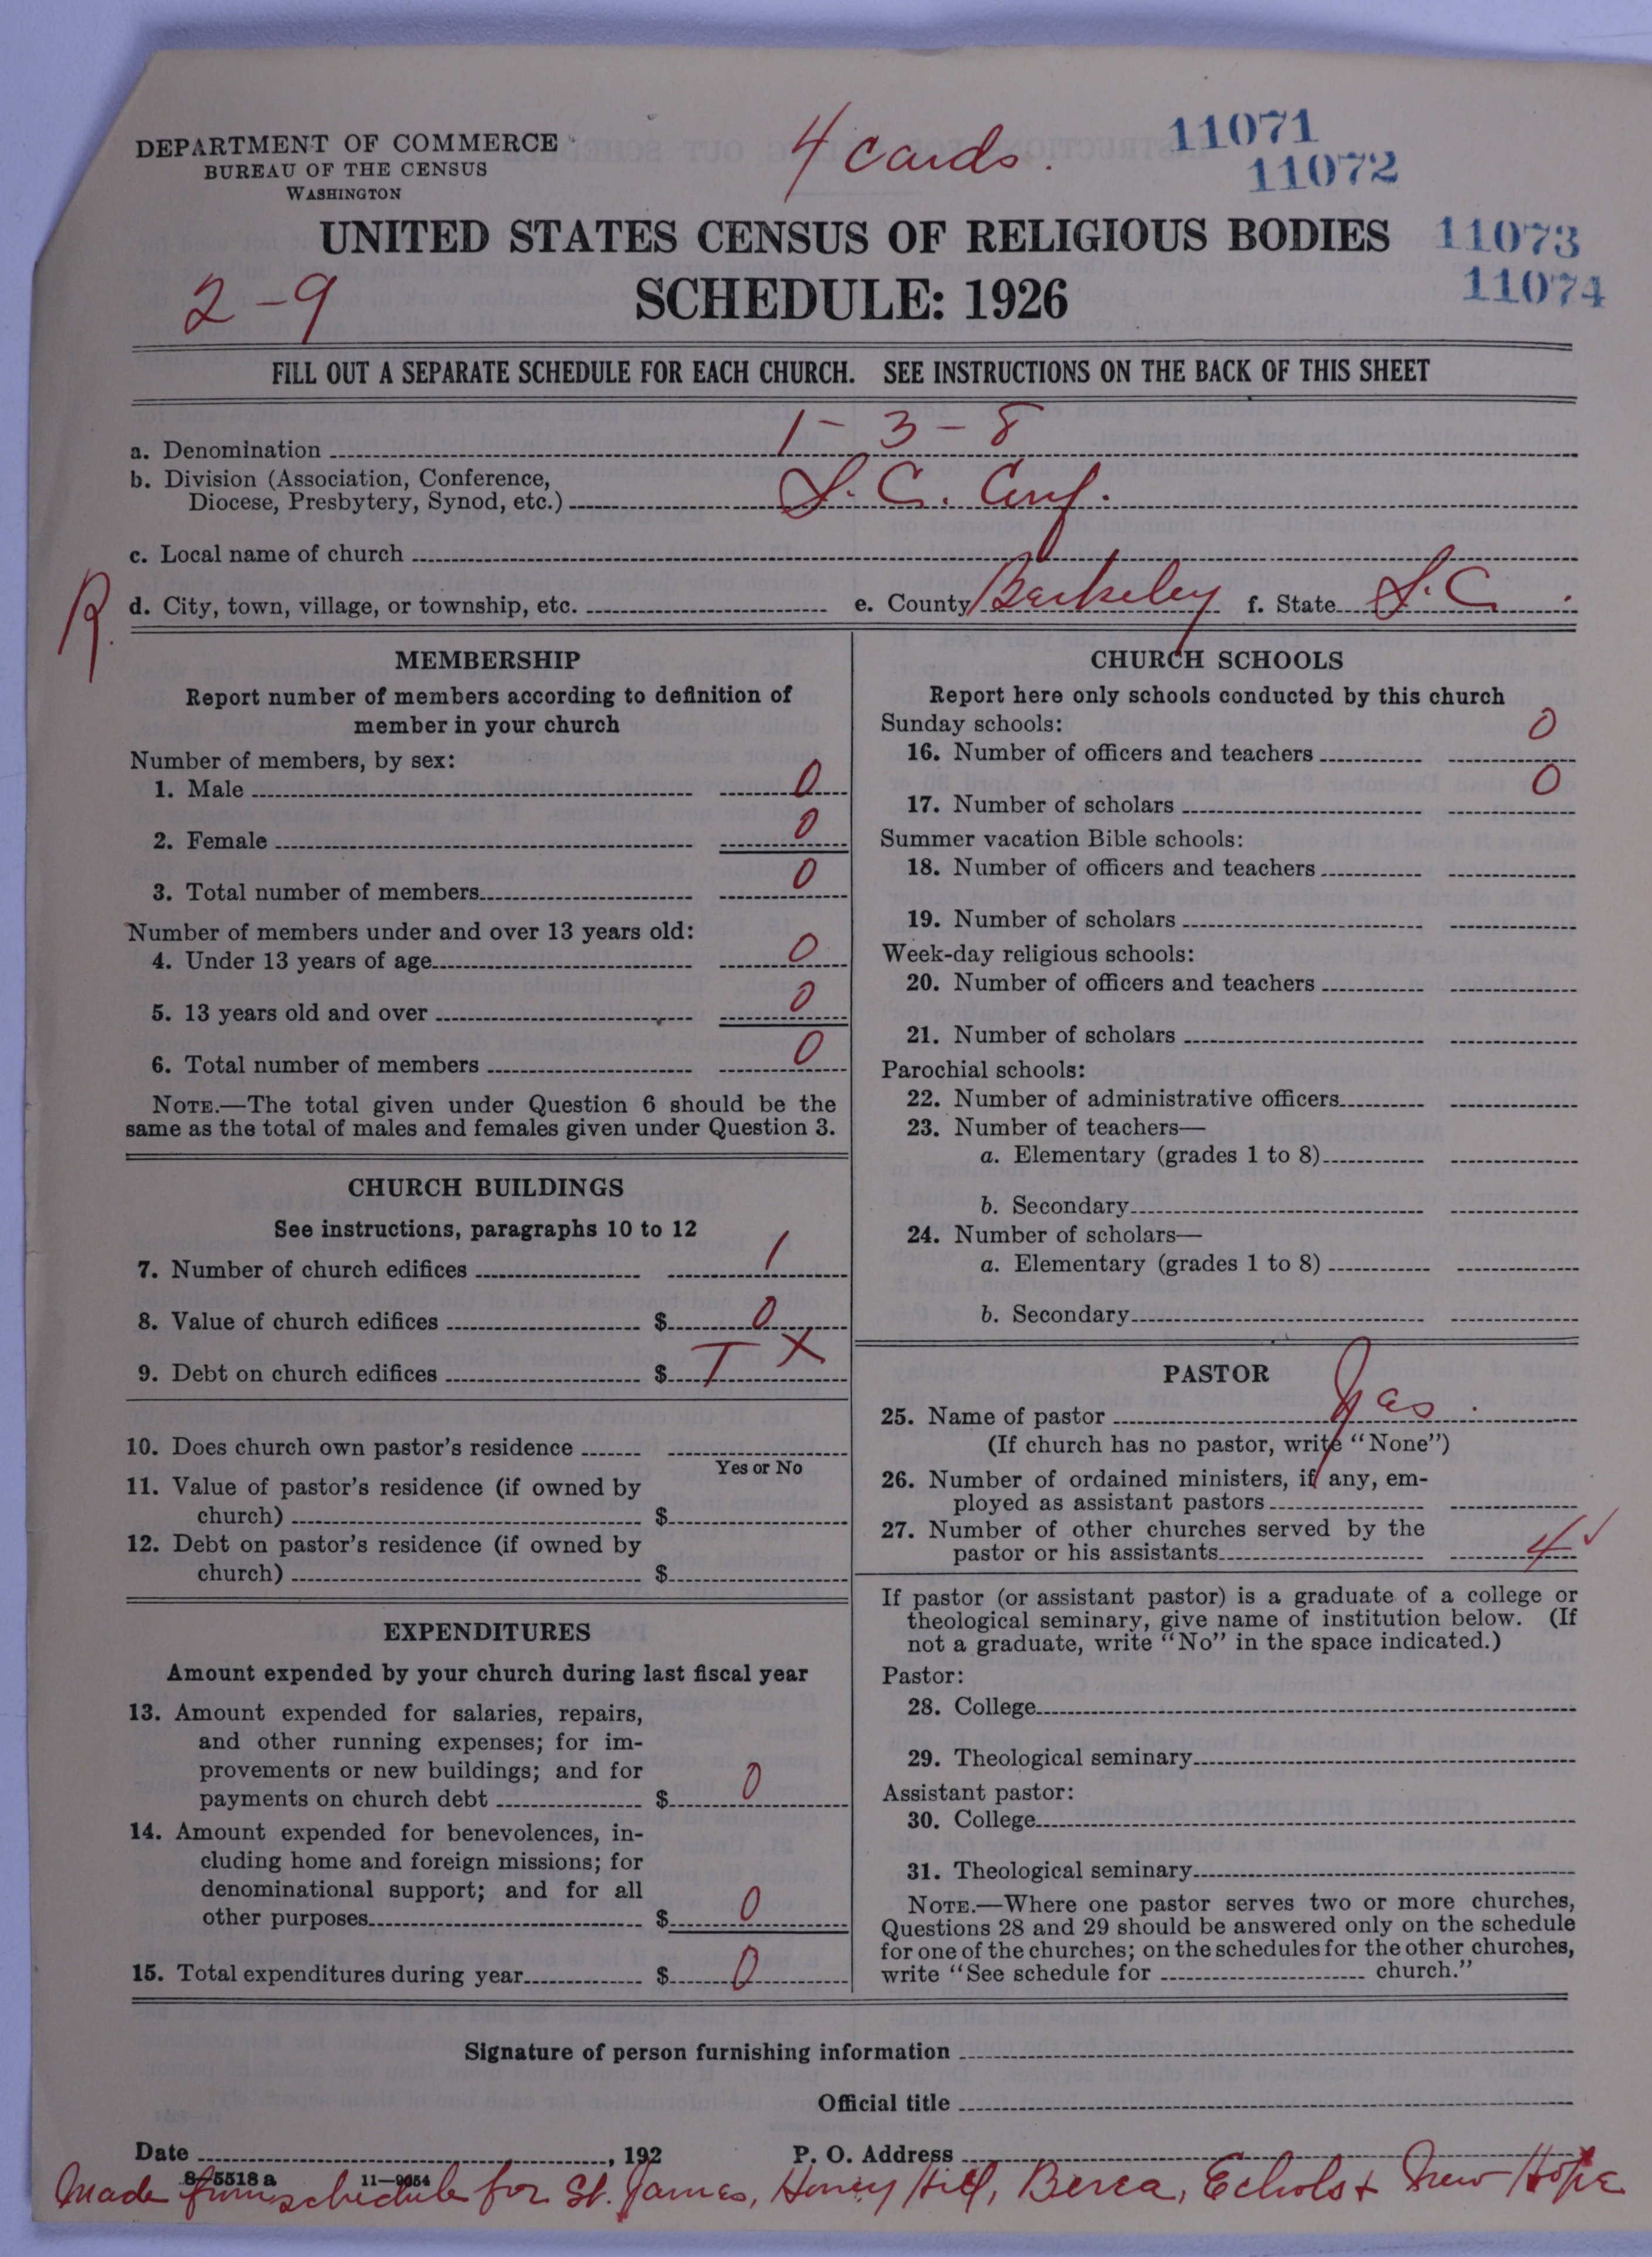 DEPARTMENT OF COMMERCE
BUREAU OF THE CENSUS
WASHINGTON
4 cards.
11071
11072
11073
11074
UNITED STATES CENSUS OF RELIGIOUS BODIES
2-9
SCHEDULE: 1926
FILL OUT A SEPARATE SCHEDULE FOR EACH CHURCH. SEE INSTRUCTIONS ON THE BACK OF THIS SHEET
a. Denomination 1-3-8
b. Division (Association, Conference,
Diocese, Presbytery, Synod, etc.) S. C. Conf.
c. Local name of church
R.
d. City, town, village, or township, etc. e. County Berkeley f. State S.C.
MEMBERSHIP
Report number of members according to definition of
member in your church
Number of members, by sex:
1. Male 0
2. Female 0
3. Total number of members 0
Number of members under and over 13 years old:
4. Under 13 years of age 0
5. 13 years old and over 0
6. Total number of members 0
NOTE.—The total given under Question 6 should be the
same as the total of males and females given under Question 3.
CHURCH BUILDINGS
See instructions, paragraphs 10 to 12
7. Number of church edifices 1
8. Value of church edifices $ 0
9. Debt on church edifices $ T X
10. Does church own pastor's residence
Yes or No
11. Value of pastor's residence (if owned by
church) $
12. Debt on pastor's residence (if owned by
church) $
EXPENDITURES
Amount expended by your church during last fiscal year
13. Amount expended for salaries, repairs,
and other running expenses; for im-
provements or new buildings; and for
payments on church debt $ 0
14. Amount expended for benevolences, in-
cluding home and foreign missions; for
denominational support; and for all
other purposes $ 0
15. Total expenditures during year $ 0
CHURCH SCHOOLS
Report here only schools conducted by this church
Sunday schools:
16. Number of officers and teachers 0
17. Number of scholars 0
Summer vacation Bible schools:
18. Number of officers and teachers
19. Number of scholars
Week-day religious schools:
20. Number of officers and teachers
21. Number of scholars
Parochial schools:
22. Number of administrative officers
23. Number of teachers—
a. Elementary (grades 1 to 8)
b. Secondary
24. Number of scholars—
a. Elementary (grades 1 to 8)
b. Secondary
PASTOR
25. Name of pastor Yes.
(If church has no pastor, write "None")
26. Number of ordained ministers, if any, em-
ployed as assistant pastors
27. Number of other churches served by the
pastor or his assistants 4 ✓
If pastor (or assistant pastor) is a graduate of a college or
theological seminary, give name of institution below. (If
not a graduate, write "No" in the space indicated.)
Pastor:
28. College
29. Theological seminary
Assistant pastor:
30. College
31. Theological seminary
NOTE.—Where one pastor serves two or more churches,
Questions 28 and 29 should be answered only on the schedule
for one of the churches; on the schedules for the other churches,
write "See schedule for church."
Signature of person furnishing information
Official title
Date , 192 P. O. Address
8-5518 a 11-9054
Made from schedule for St. James, Honey Hill, Berea, Echols + New Hope